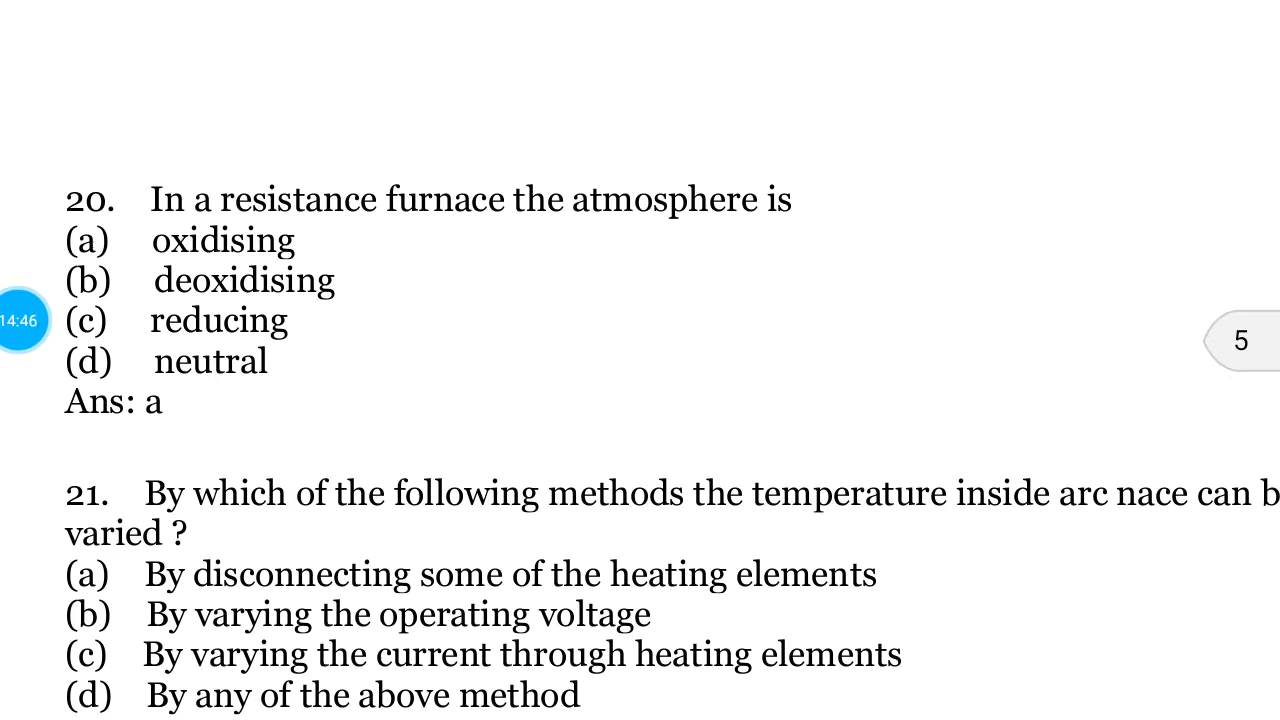 20. In a resistance furnace the atmosphere is
(a) oxidising
(b) deoxidising
14:46
(c) reducing
5
(d) neutral
Ans: a
21. By which of the following methods the temperature inside arc nace can b
varied ?
(a) By disconnecting some of the heating elements
(b) By varying the operating voltage
(c) By varying the current through heating elements
(d) By any of the above method